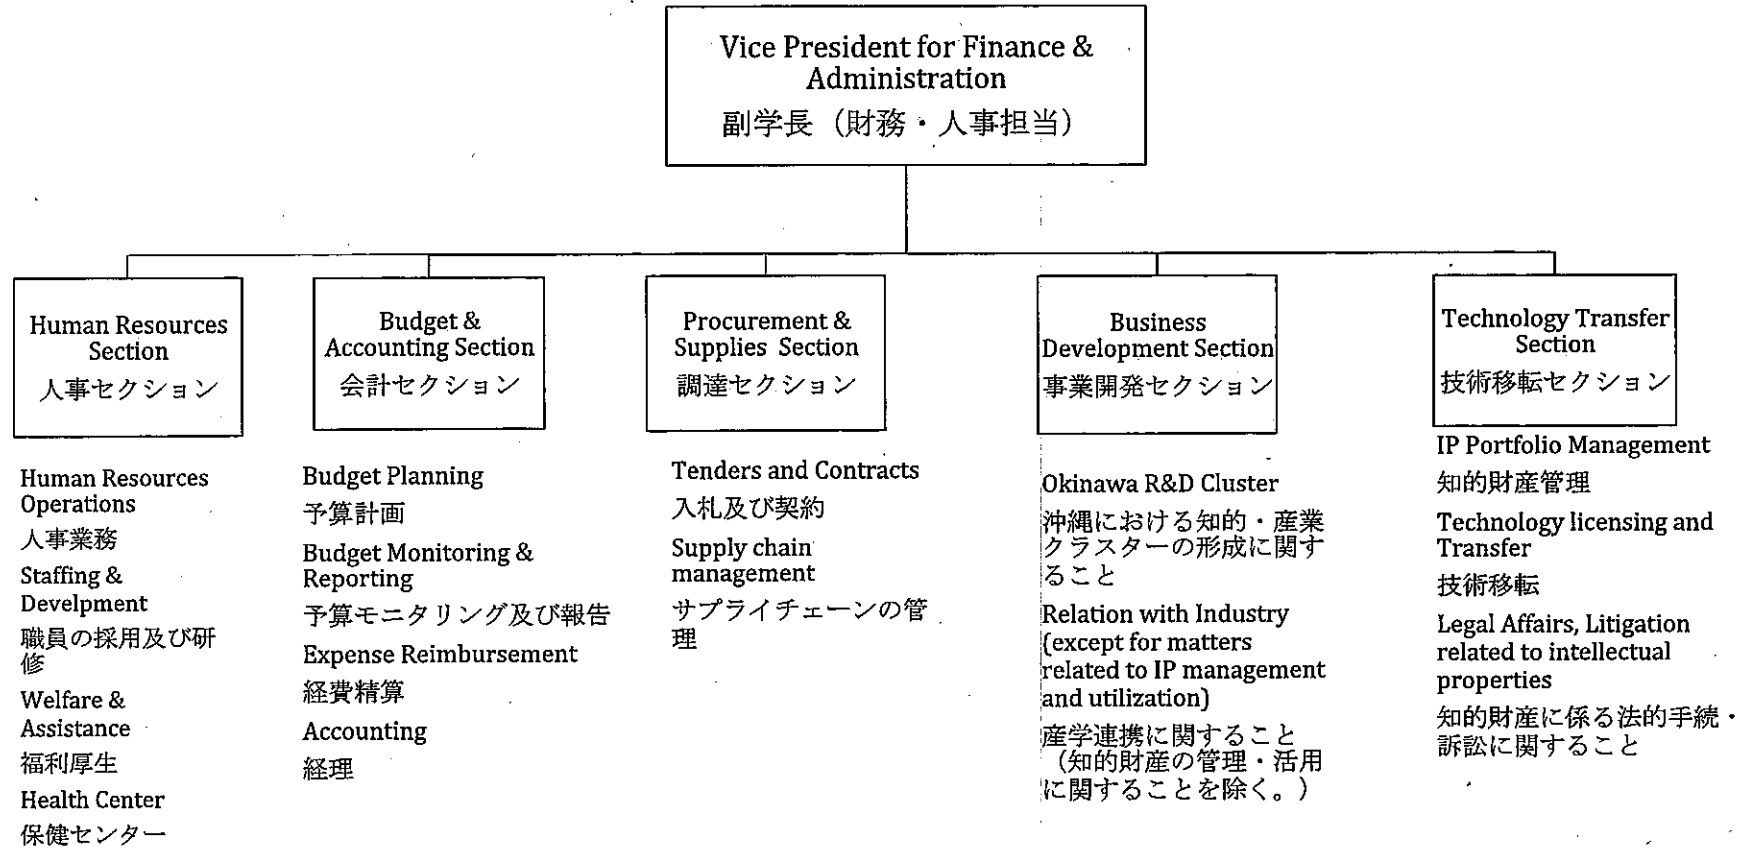 Vice President for Finance &
Administration
副学長（財務・人事担当）
Human Resources
Section
人事セクション
Human Resources
Operations
人事業務
Staffing &
Develpment
職員の採用及び研
修
Welfare &
Assistance
福利厚生
Health Center
保健センター
Budget &
Accounting Section
会計セクション
Budget Planning
予算計画
Budget Monitoring &
Reporting
予算モニタリング及び報告
Expense Reimbursement
経費精算
Accounting
経理
Procurement &
Supplies Section
調達セクション
Tenders and Contracts
入札及び契約
Supply chain
management
サプライチェーンの管
理
Business
Development Section
事業開発セクション
Okinawa R&D Cluster
沖縄における知的・産業
クラスターの形成に関す
ること
Relation with Industry
(except for matters
related to IP management
and utilization)
産学連携に関すること
（知的財産の管理・活用
に関することを除く。）
Technology Transfer
Section
技術移転セクション
IP Portfolio Management
知的財産管理
Technology licensing and
Transfer
技術移転
Legal Affairs, Litigation
related to intellectual
properties
知的財産に係る法的手続・
訴訟に関すること